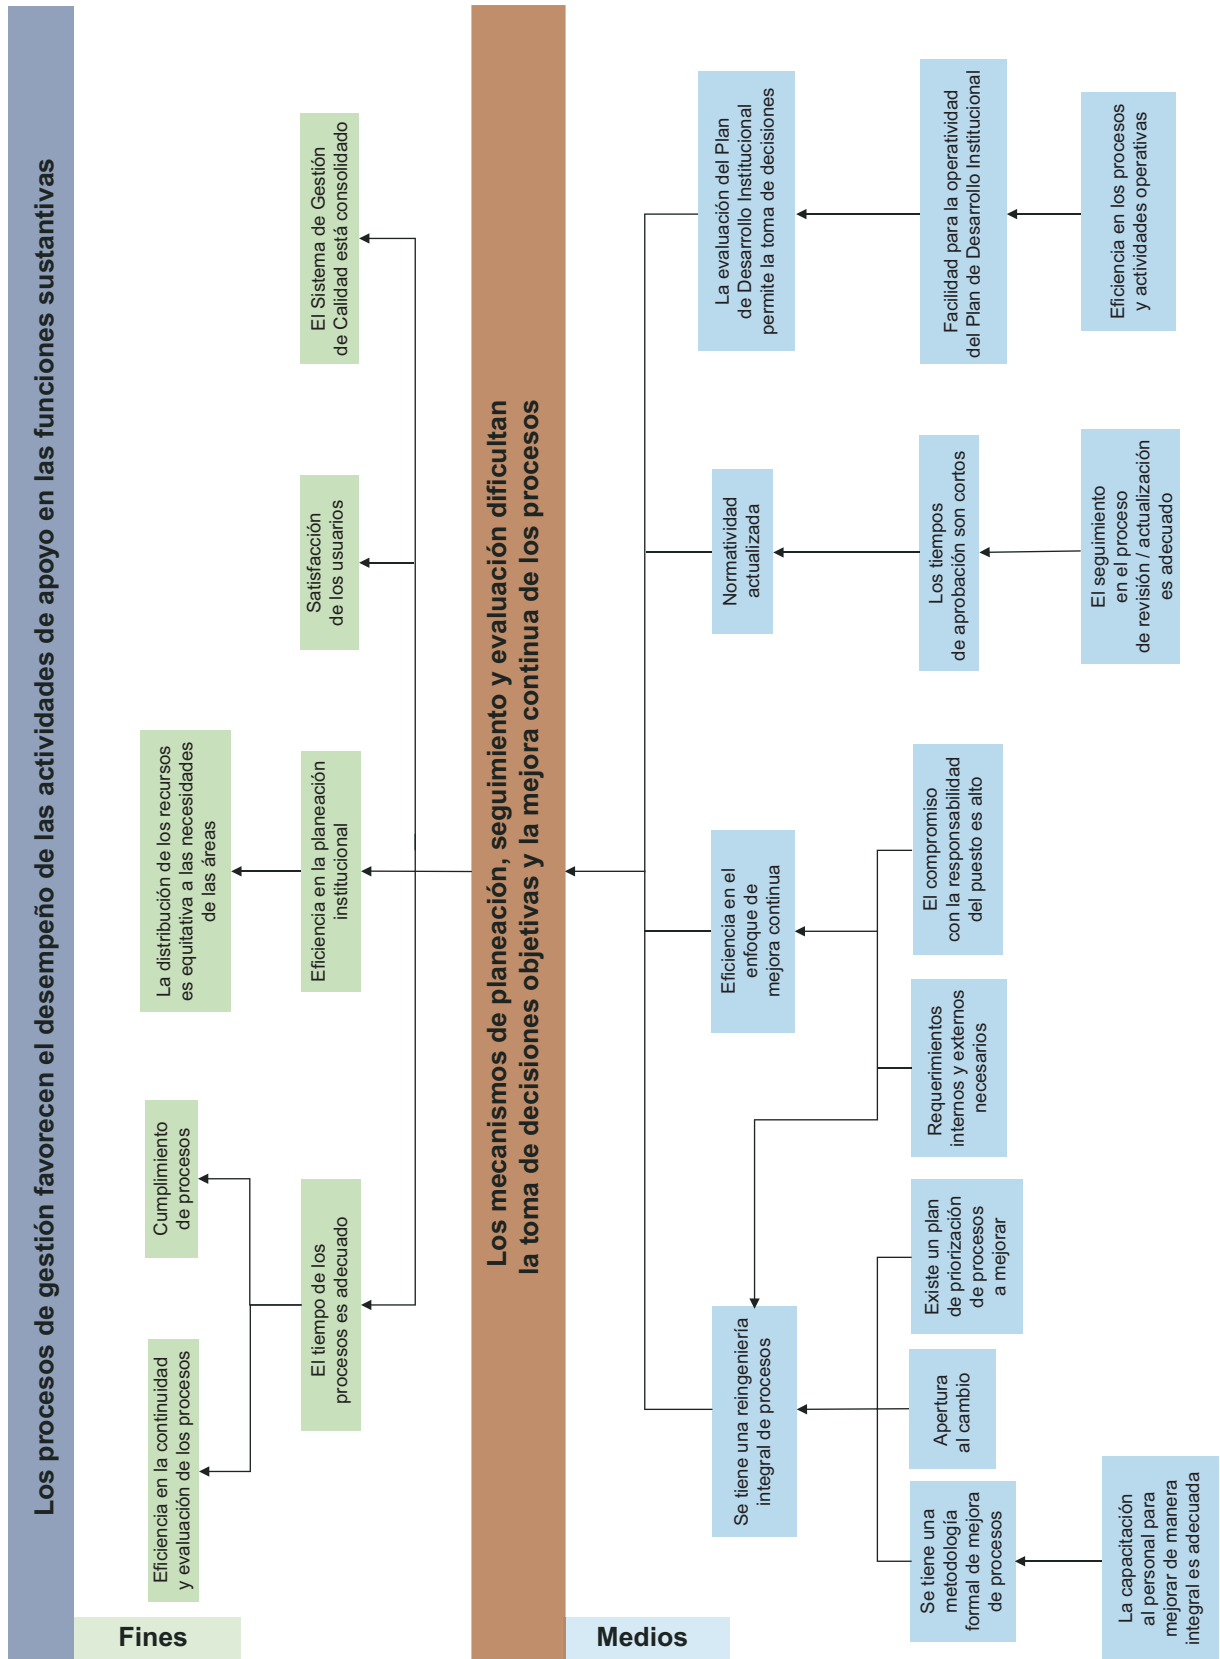 Los procesos de gestión favorecen el desempeño de las actividades de apoyo en las funciones sustantivas
Fines
Eficiencia en la continuidad
y evaluación de los procesos
Cumplimiento
de procesos
La distribución de los recursos
es equitativa a las necesidades
de las áreas
El tiempo de los
procesos es adecuado
Eficiencia en la planeación
institucional
Satisfacción
de los usuarios
El Sistema de Gestión
de Calidad está consolidado
Los mecanismos de planeación, seguimiento y evaluación dificultan
la toma de decisiones objetivas y la mejora continua de los procesos
Medios
Se tiene una reingeniería
integral de procesos
Eficiencia en el
enfoque de
mejora continua
Normatividad
actualizada
La evaluación del Plan
de Desarrollo Institucional
permite la toma de decisiones
Se tiene una
metodología
formal de mejora
de procesos
Apertura
al cambio
Existe un plan
de priorización
de procesos
a mejorar
Requerimientos
internos y externos
necesarios
El compromiso
con la responsabilidad
del puesto es alto
Los tiempos
de aprobación son cortos
Facilidad para la operatividad
del Plan de Desarrollo Institucional
La capacitación
al personal para
mejorar de manera
integral es adecuada
El seguimiento
en el proceso
de revisión / actualización
es adecuado
Eficiencia en los procesos
y actividades operativas